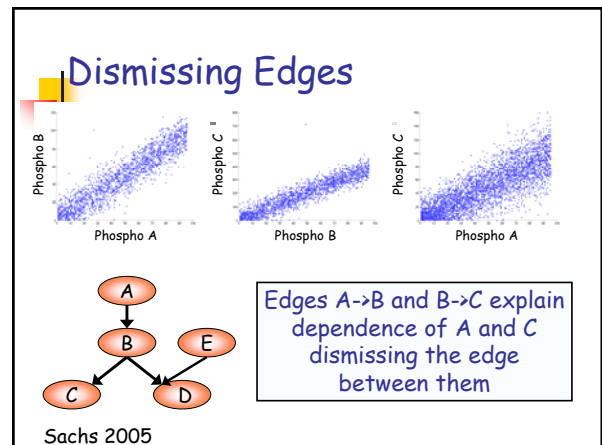 Dismissing Edges
Phospho B
Phospho A
Phospho C
Phospho B
Phospho C
Phospho A
A
B
E
C
D
Edges A->B and B->C explain
dependence of A and C
dismissing the edge
between them
Sachs 2005